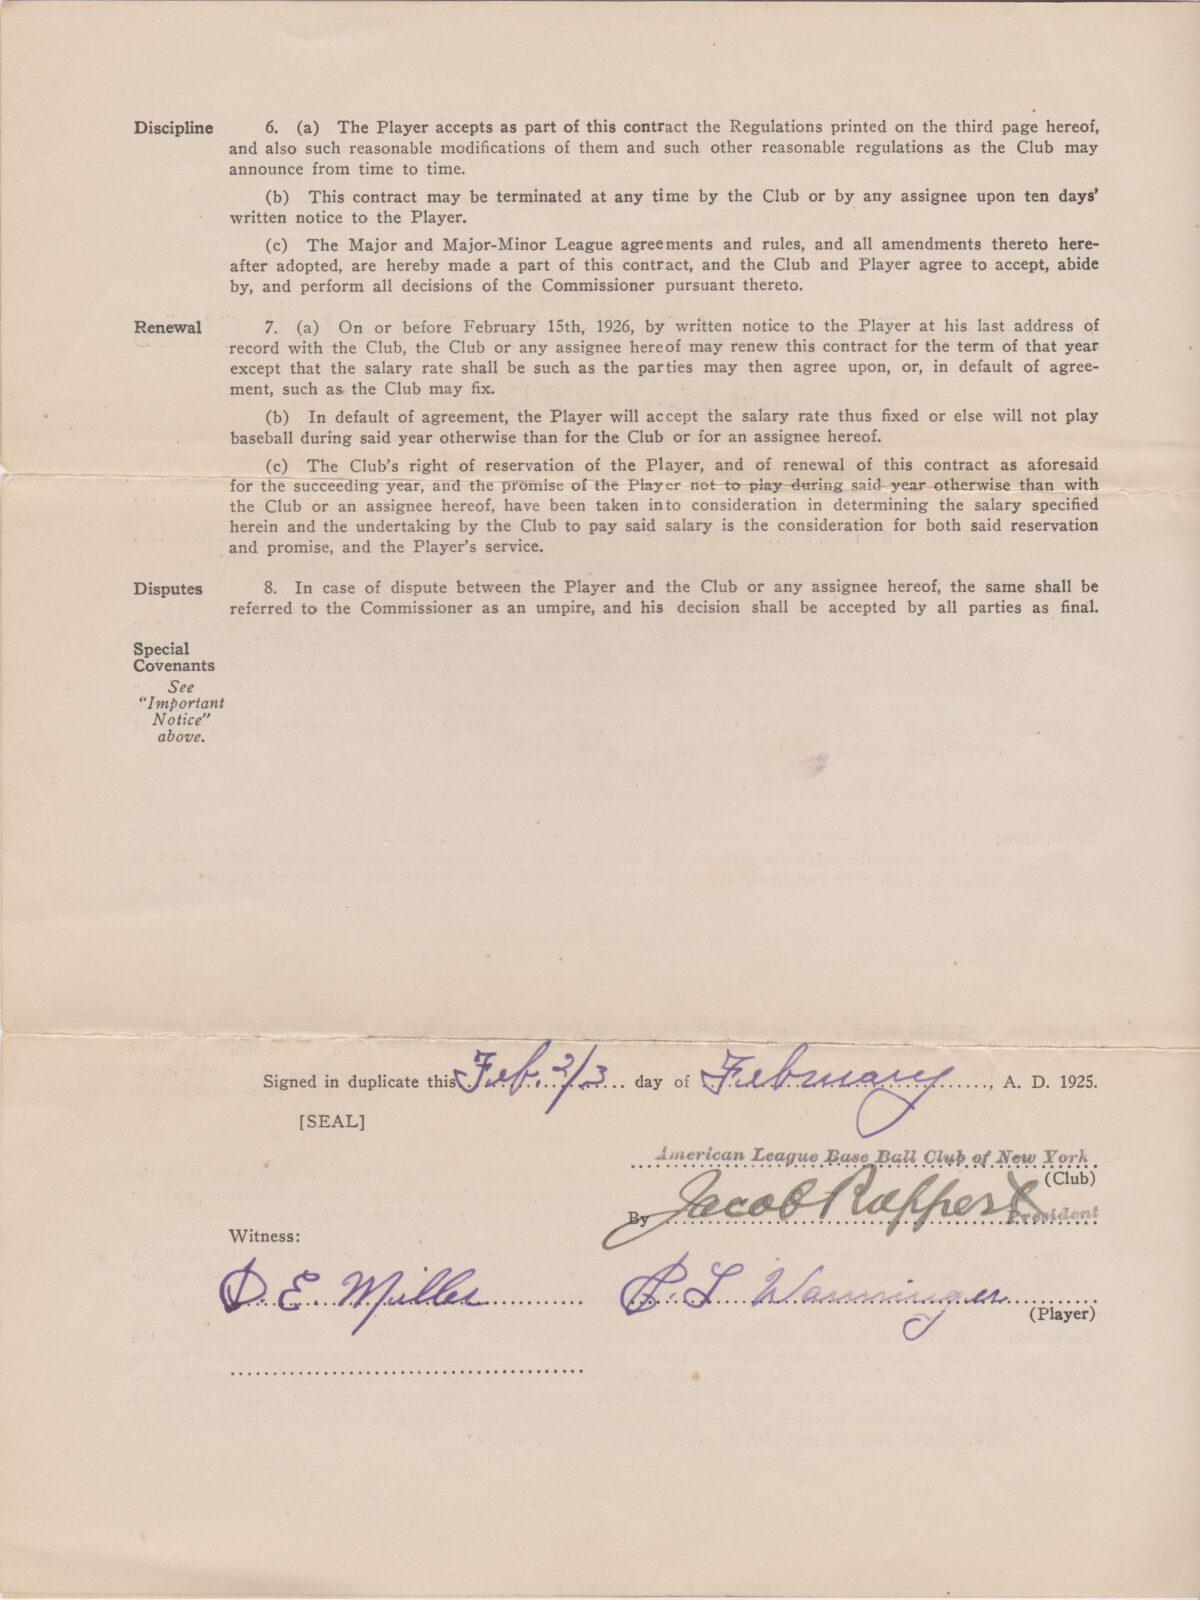 Discipline 6. (a) The Player accepts as part of this contract the Regulations printed on the third page hereof,
and also such reasonable modifications of them and such other reasonable regulations as the Club may
announce from time to time.
(b) This contract may be terminated at any time by the Club or by any assignee upon ten days'
written notice to the Player.
(c) The Major and Major-Minor League agreements and rules, and all amendments thereto here-
after adopted, are hereby made a part of this contract, and the Club and Player agree to accept, abide
by, and perform all decisions of the Commissioner pursuant thereto.
Renewal 7. (a) On or before February 15th, 1926, by written notice to the Player at his last address of
record with the Club, the Club or any assignee hereof may renew this contract for the term of that year
except that the salary rate shall be such as the parties may then agree upon, or, in default of agree-
ment, such as the Club may fix.
(b) In default of agreement, the Player will accept the salary rate thus fixed or else will not play
baseball during said year otherwise than for the Club or for an assignee hereof.
(c) The Club's right of reservation of the Player, and of renewal of this contract as aforesaid
for the succeeding year, and the promise of the Player not to play during said year otherwise than with
the Club or an assignee hereof, have been taken into consideration in determining the salary specified
herein and the undertaking by the Club to pay said salary is the consideration for both said reservation
and promise, and the Player's service.
Disputes 8. In case of dispute between the Player and the Club or any assignee hereof, the same shall be
referred to the Commissioner as an umpire, and his decision shall be accepted by all parties as final.
Special
Covenants
See
"Important
Notice"
above.
Signed in duplicate this Feb. 2/3 day of February, A. D. 1925.
[SEAL]
American League Base Ball Club of New York
(Club)
By Jacob Ruppert President
Witness:
D. E. Miller
P. L. Wanninger
(Player)